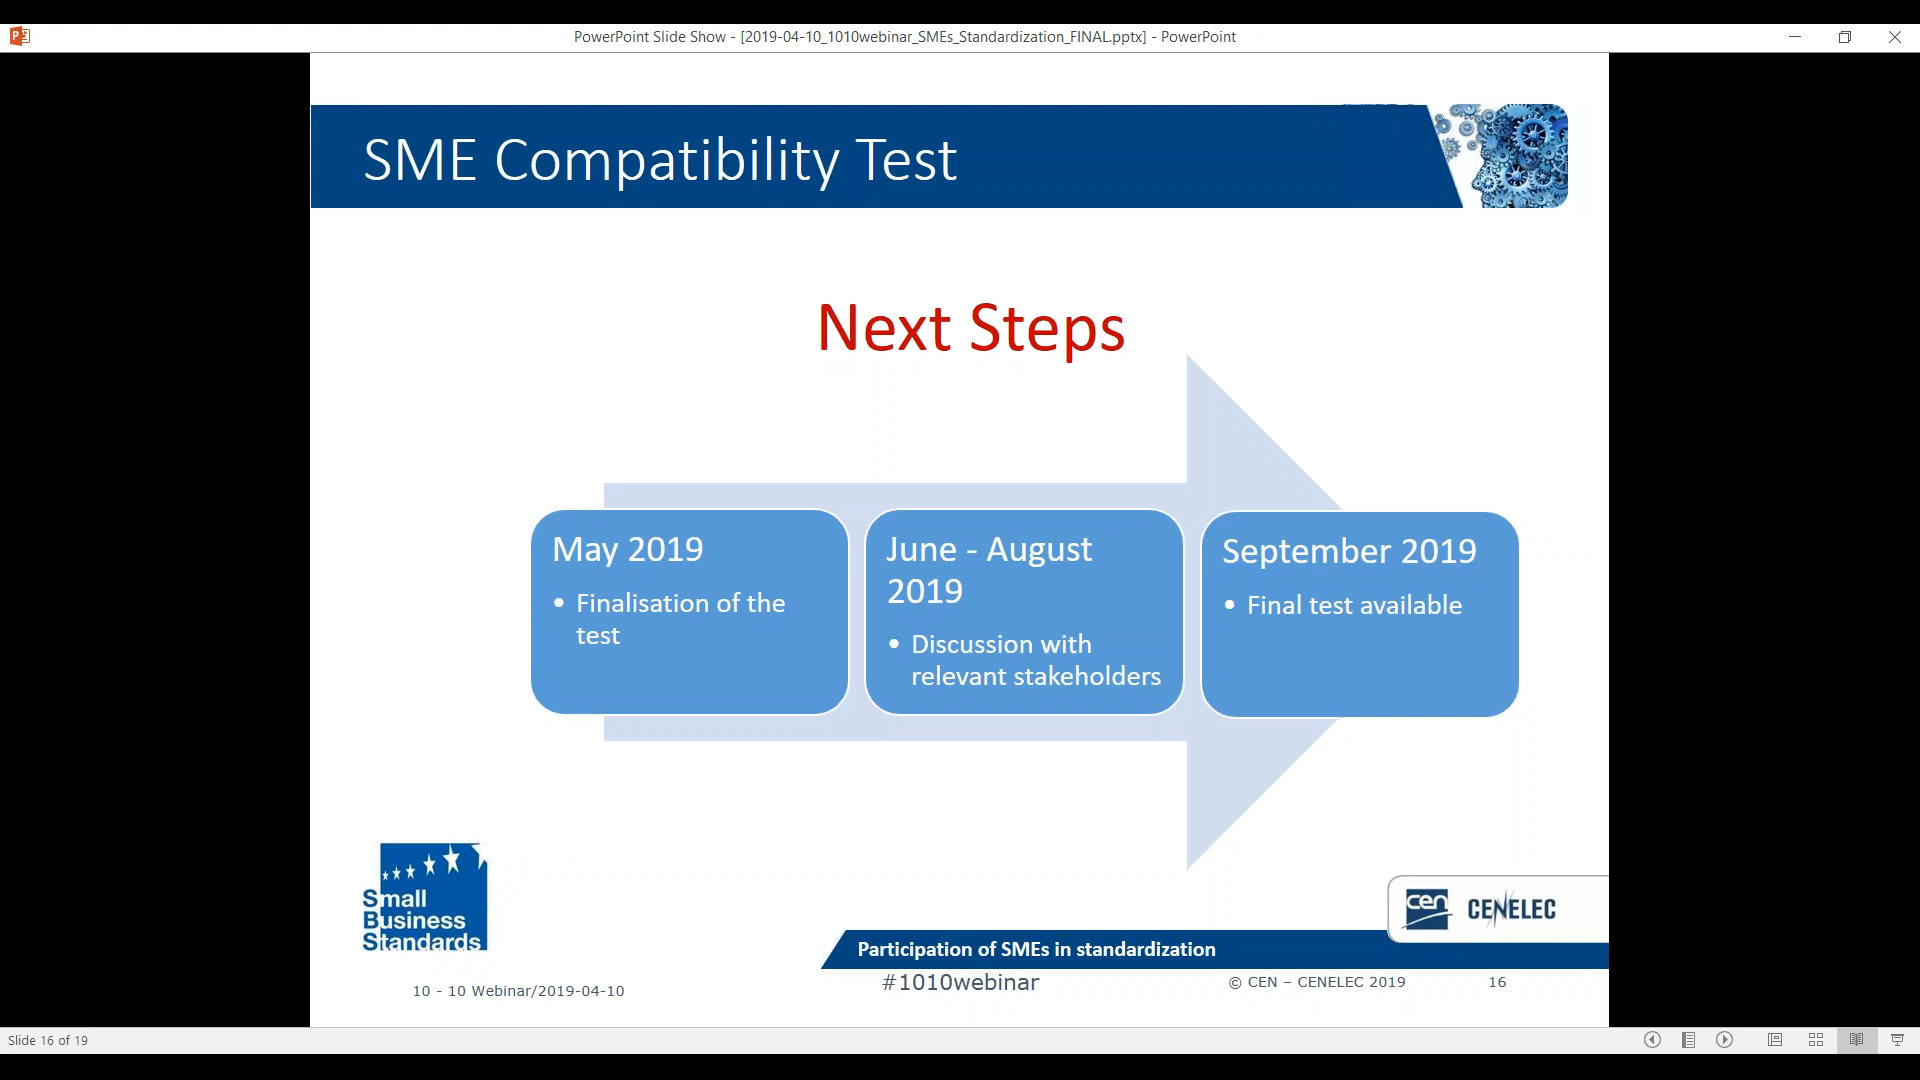 PowerPoint Slide Show - [2019-04-10_1010webinar_SMEs_Standardization_FINAL.pptx] - PowerPoint
SME Compatibility Test
Next Steps
May 2019
• Finalisation of the
test
June - August
2019
• Discussion with
relevant stakeholders
September 2019
• Final test available
Small
Business
Standards
cen CENELEC
Participation of SMEs in standardization
#1010webinar
10 - 10 Webinar/2019-04-10
© CEN – CENELEC 2019
16
Slide 16 of 19